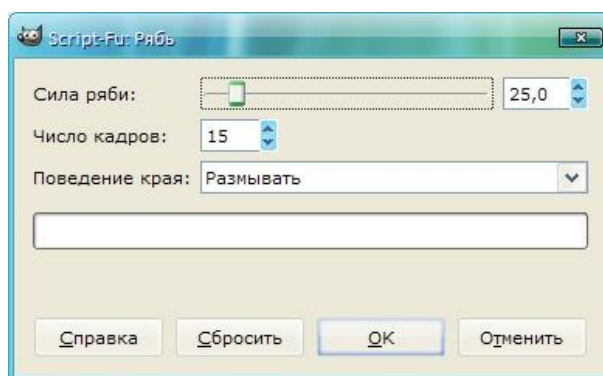 Script-Fu: Рябь
Сила ряби: 25,0
Число кадров: 15
Поведение края: Размывать
Справка Сбросить OK Отменить